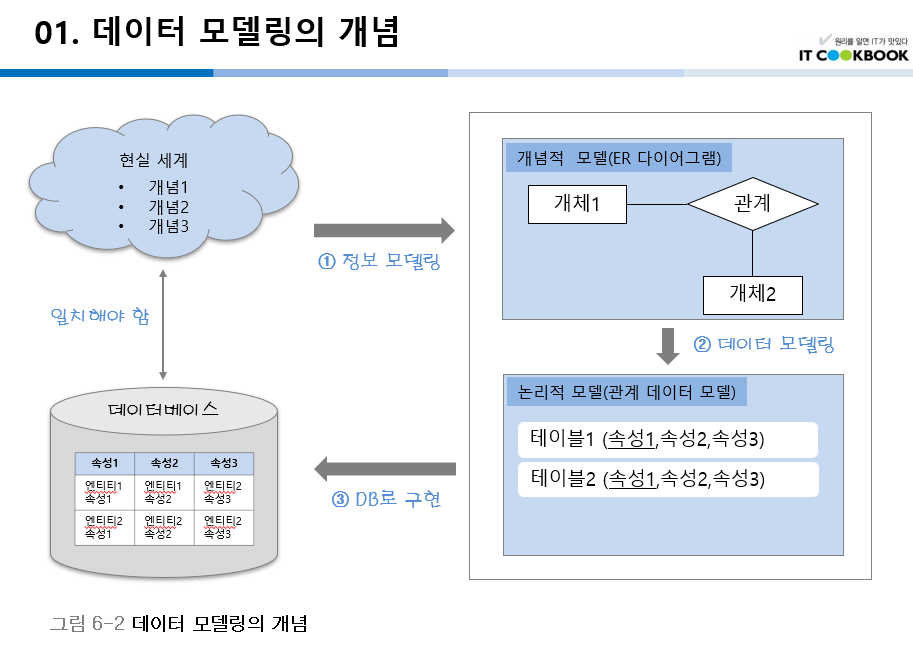 01. 데이터 모델링의 개념
원리를 알면 IT가 맛있다
IT COOKBOOK
현실 세계
• 개념1
• 개념2
• 개념3
① 정보 모델링
개념적 모델(ER 다이어그램)
개체1
관계
개체2
② 데이터 모델링
논리적 모델(관계 데이터 모델)
테이블1 (속성1,속성2,속성3)
테이블2 (속성1,속성2,속성3)
③ DB로 구현
일치해야 함
데이터베이스
속성1 속성2 속성3
엔티티1 엔티티1 엔티티2
속성1 속성2 속성3
엔티티2 엔티티2 엔티티2
속성1 속성2 속성3
그림 6-2 데이터 모델링의 개념